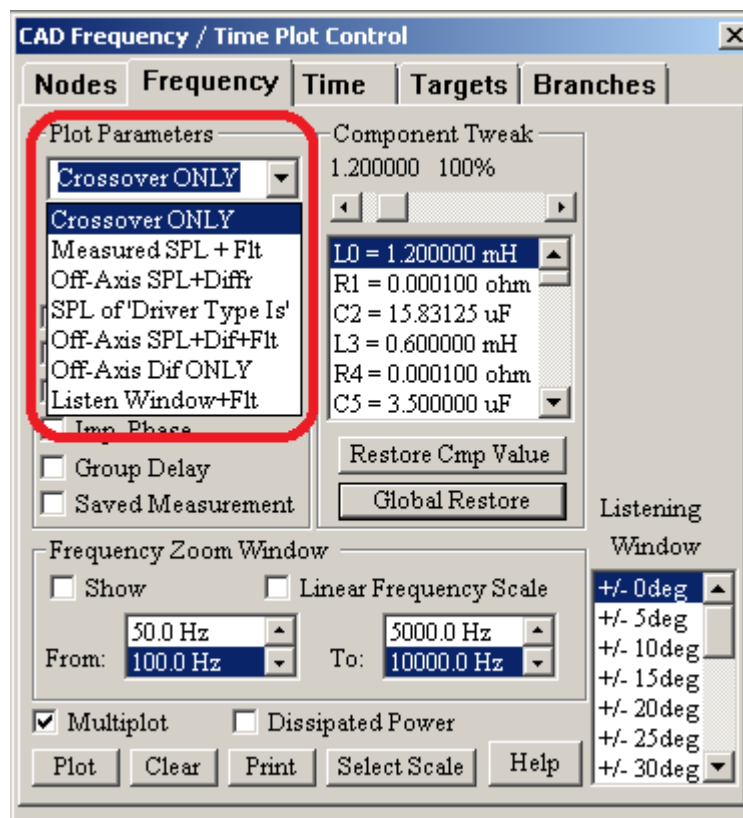 CAD Frequency / Time Plot Control
Nodes Frequency Time Targets Branches
Plot Parameters
Crossover ONLY
Crossover ONLY
Measured SPL + Flt
Off-Axis SPL+Diffr
SPL of 'Driver Type Is'
Off-Axis SPL+Dif+Flt
Off-Axis Dif ONLY
Listen Window+Flt
Imp. Phase
Group Delay
Saved Measurement
Component Tweak
1.200000 100%
L0 = 1.200000 mH
R1 = 0.000100 ohm
C2 = 15.83125 uF
L3 = 0.600000 mH
R4 = 0.000100 ohm
C5 = 3.500000 uF
Restore Cmp Value
Global Restore
Frequency Zoom Window
Show Linear Frequency Scale
From:
50.0 Hz
100.0 Hz
To:
5000.0 Hz
10000.0 Hz
Listening
Window
+/- 0deg
+/- 5deg
+/- 10deg
+/- 15deg
+/- 20deg
+/- 25deg
+/- 30deg
Multiplot Dissipated Power
Plot Clear Print Select Scale Help